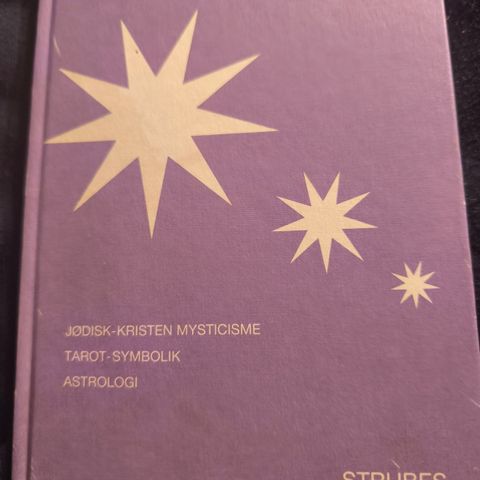 JØDISK-KRISTEN MYSTICISME
TAROT-SYMBOLIK
ASTROLOGI
STRUBES